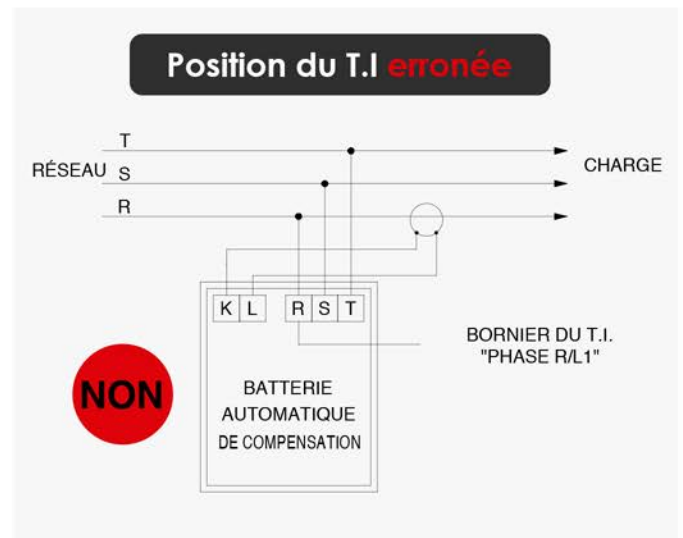 Position du T.I erronée
T
RÉSEAU S
CHARGE
R
K L R S T
BORNIER DU T.I.
"PHASE R/L1"
NON
BATTERIE
AUTOMATIQUE
DE COMPENSATION